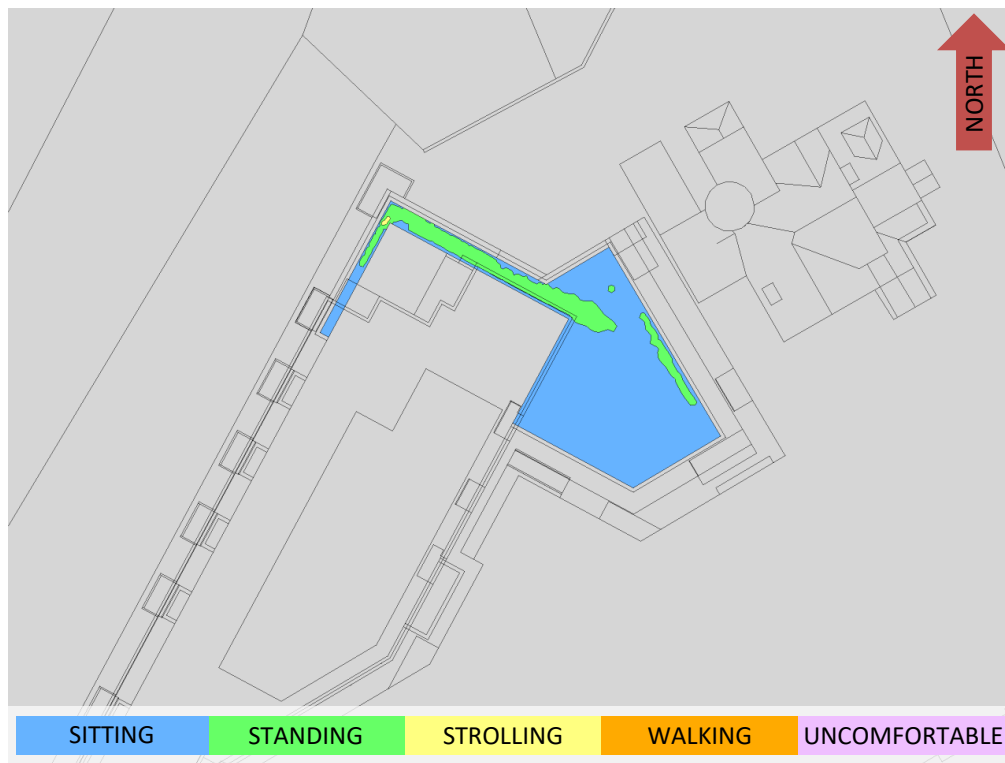 NORTH
SITTING
STANDING
STROLLING
WALKING
UNCOMFORTABLE